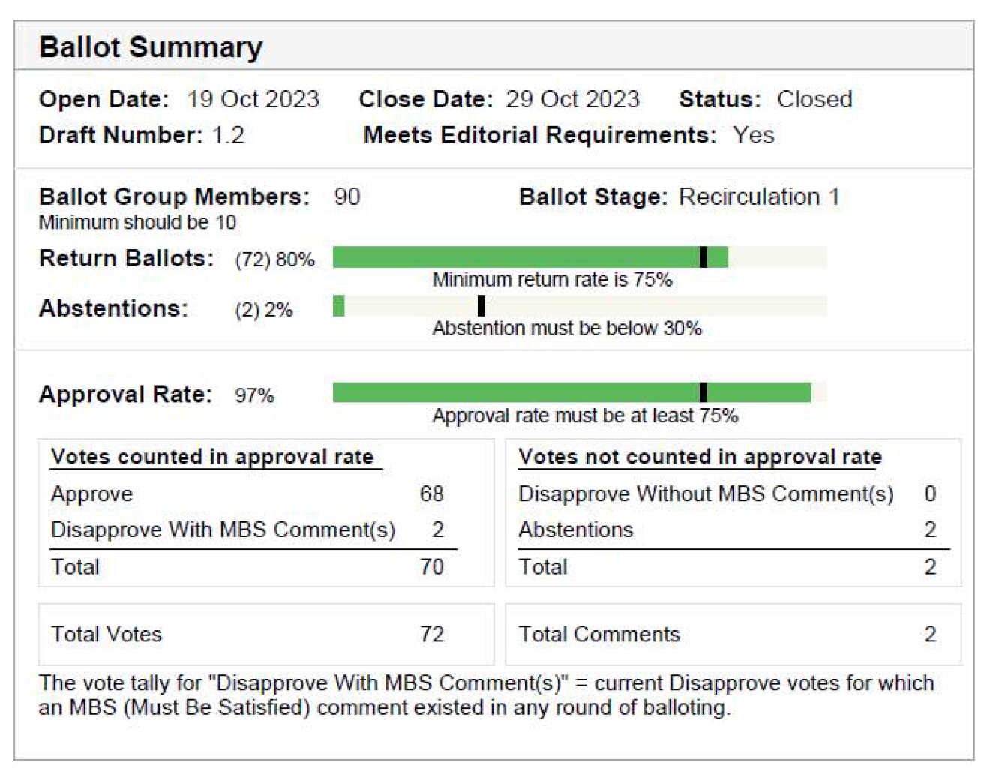 Ballot Summary
Open Date: 19 Oct 2023 Close Date: 29 Oct 2023 Status: Closed
Draft Number: 1.2 Meets Editorial Requirements: Yes
Ballot Group Members: 90 Ballot Stage: Recirculation 1
Minimum should be 10
Return Ballots: (72) 80%
Minimum return rate is 75%
Abstentions: (2) 2%
Abstention must be below 30%
Approval Rate: 97%
Approval rate must be at least 75%
Votes counted in approval rate
Approve 68
Disapprove With MBS Comment(s) 2
Total 70
Votes not counted in approval rate
Disapprove Without MBS Comment(s) 0
Abstentions 2
Total 2
Total Votes 72
Total Comments 2
The vote tally for "Disapprove With MBS Comment(s)" = current Disapprove votes for which
an MBS (Must Be Satisfied) comment existed in any round of balloting.